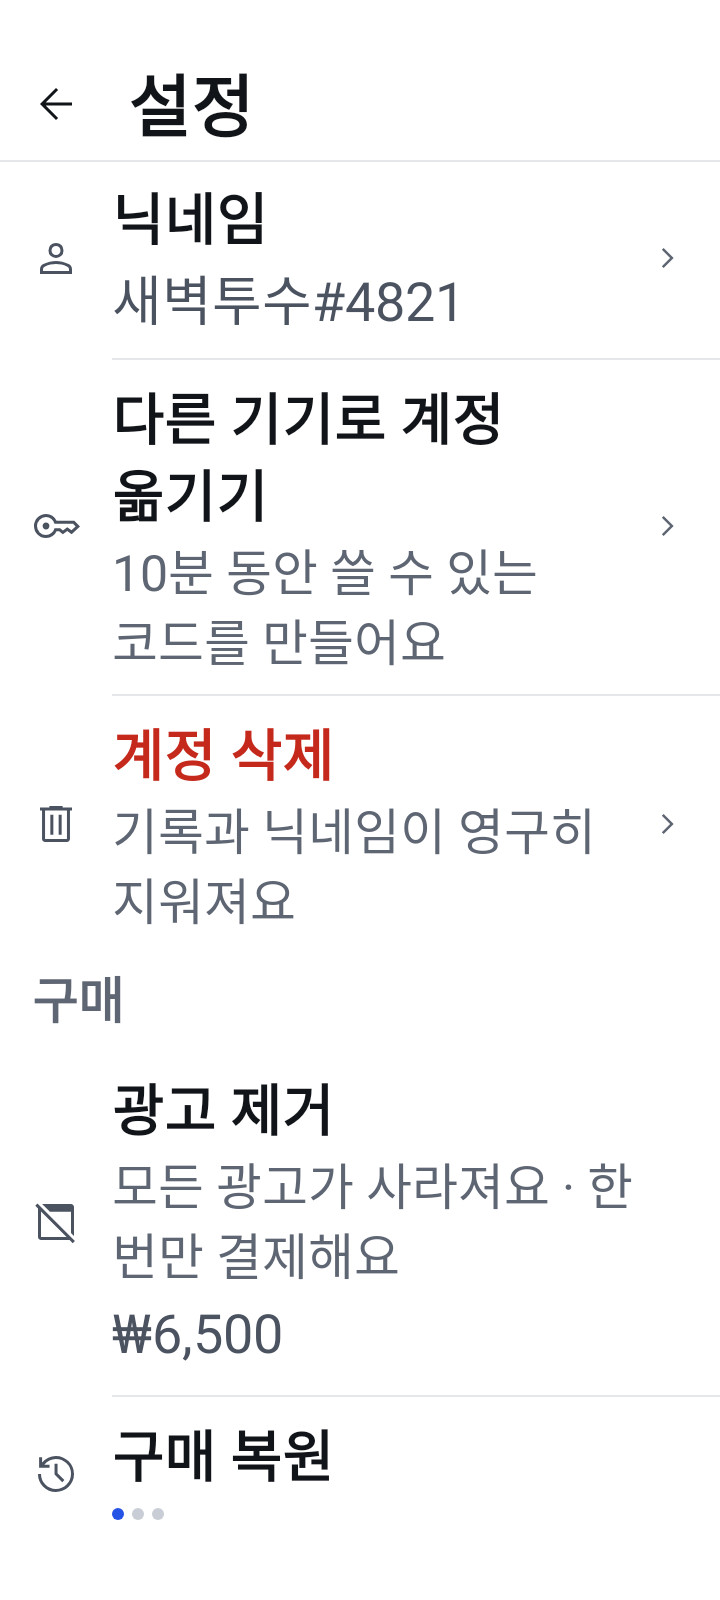 설정
닉네임
새벽투수#4821
다른 기기로 계정
옮기기
10분 동안 쓸 수 있는
코드를 만들어요
계정 삭제
기록과 닉네임이 영구히
지워져요
구매
광고 제거
모든 광고가 사라져요 · 한
번만 결제해요
₩6,500
구매 복원